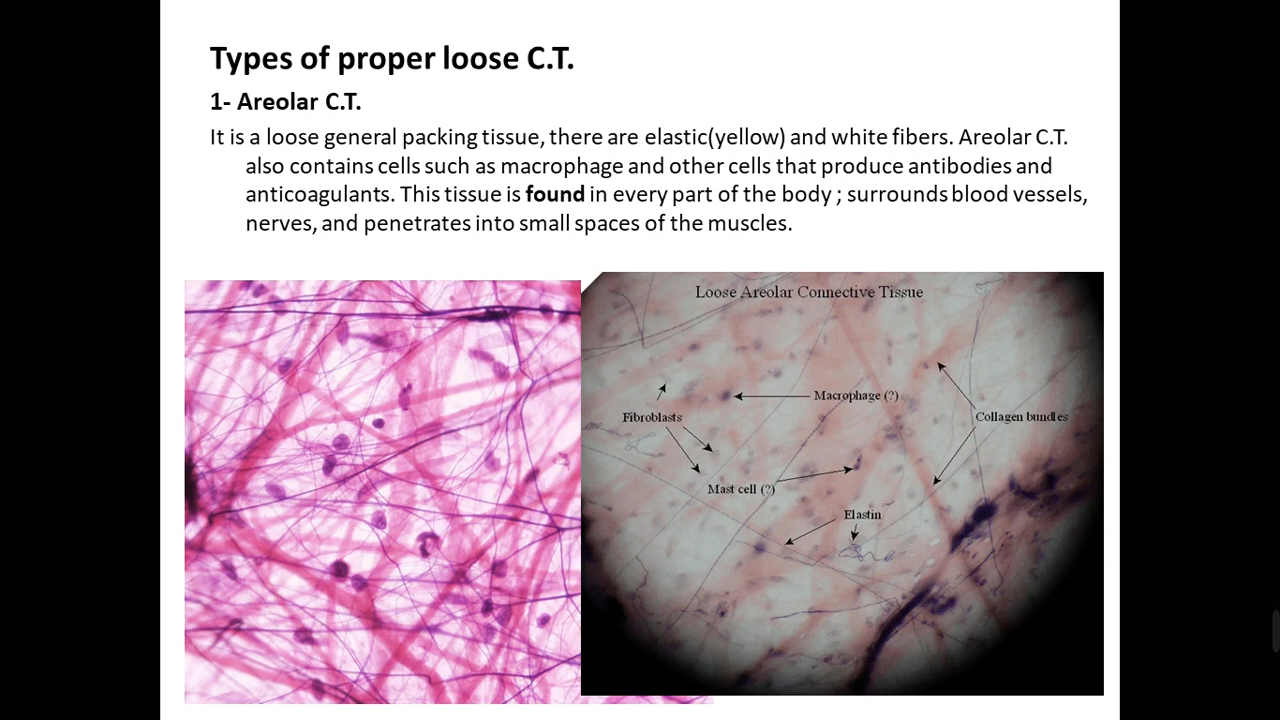 Types of proper loose C.T.
1- Areolar C.T.
It is a loose general packing tissue, there are elastic(yellow) and white fibers. Areolar C.T.
also contains cells such as macrophage and other cells that produce antibodies and
anticoagulants. This tissue is found in every part of the body ; surrounds blood vessels,
nerves, and penetrates into small spaces of the muscles.
Loose Areolar Connective Tissue
Macrophage (?)
Fibroblasts
Collagen bundles
Mast cell (?)
Elastin